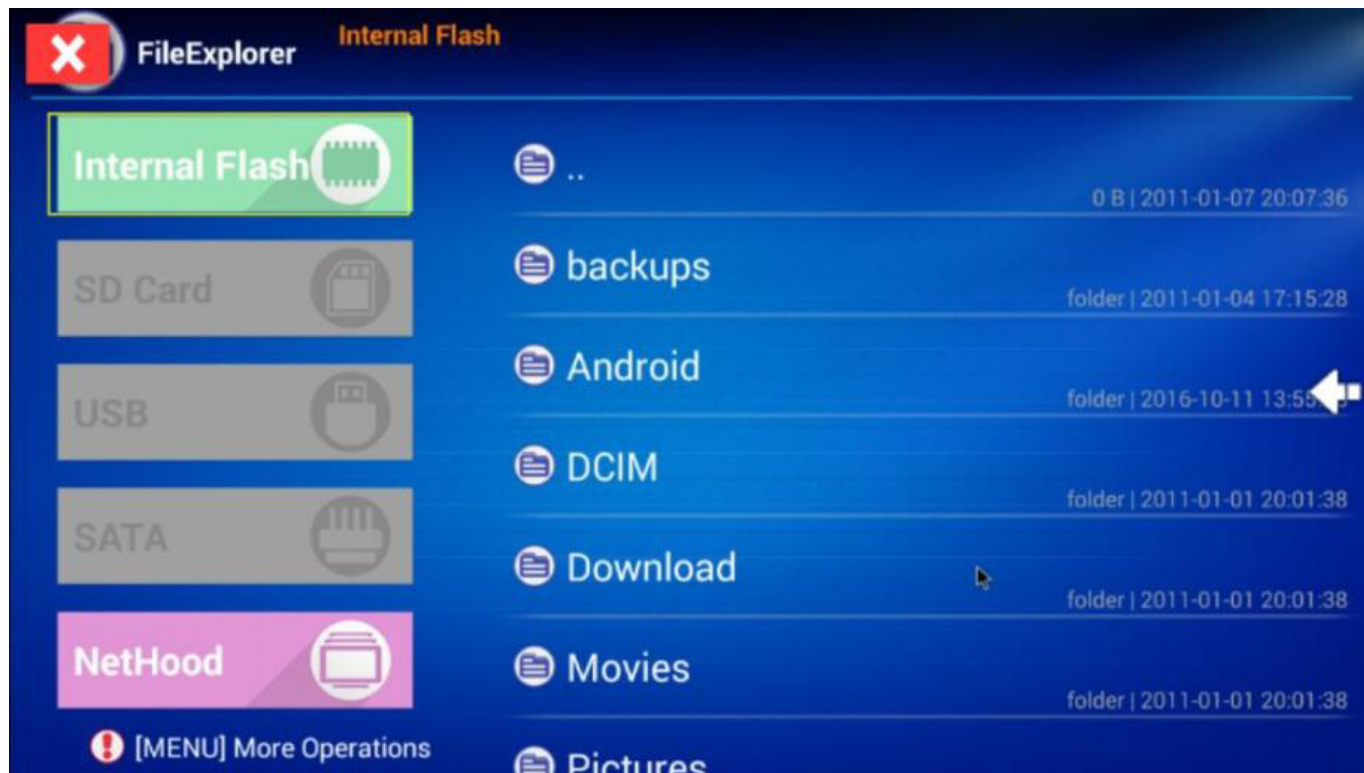 FileExplorer
Internal Flash
Internal Flash
SD Card
USB
SATA
NetHood
[MENU] More Operations
..
0 B | 2011-01-07 20:07:36
backups
folder | 2011-01-04 17:15:28
Android
folder | 2016-10-11 13:55
DCIM
folder | 2011-01-01 20:01:38
Download
folder | 2011-01-01 20:01:38
Movies
folder | 2011-01-01 20:01:38
Pictures